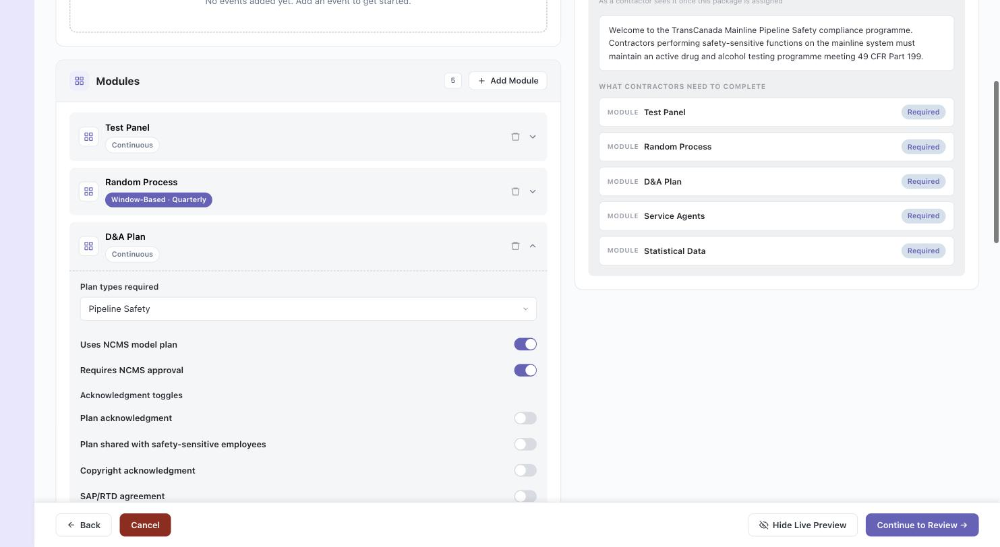 No events added yet. Add an event to get started.
Modules
5
Add Module
Test Panel
Continuous
Random Process
Window-Based · Quarterly
D&A Plan
Continuous
Plan types required
Pipeline Safety
Uses NCMS model plan
Requires NCMS approval
Acknowledgment toggles
Plan acknowledgment
Plan shared with safety-sensitive employees
Copyright acknowledgment
SAP/RTD agreement
As a contractor sees it once this package is assigned
Welcome to the TransCanada Mainline Pipeline Safety compliance programme.
Contractors performing safety-sensitive functions on the mainline system must
maintain an active drug and alcohol testing programme meeting 49 CFR Part 199.
WHAT CONTRACTORS NEED TO COMPLETE
MODULE Test Panel Required
MODULE Random Process Required
MODULE D&A Plan Required
MODULE Service Agents Required
MODULE Statistical Data Required
← Back
Cancel
Hide Live Preview
Continue to Review →